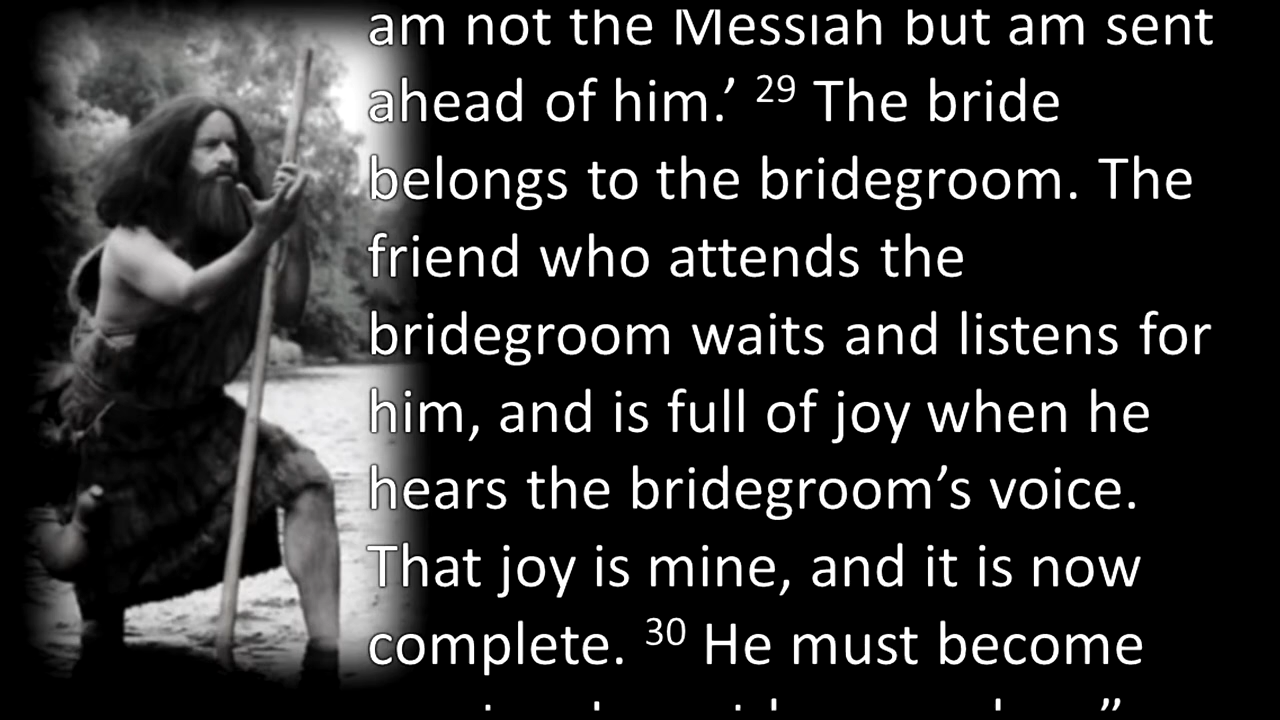 am not the Messiah but am sent
ahead of him.’ 29 The bride
belongs to the bridegroom. The
friend who attends the
bridegroom waits and listens for
him, and is full of joy when he
hears the bridegroom’s voice.
That joy is mine, and it is now
complete. 30 He must become